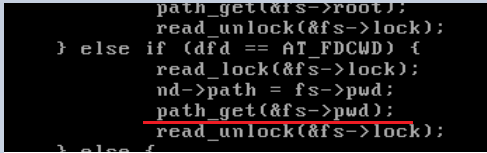 path_get(&fs->root);
read_unlock(&fs->lock);
} else if (dfd == AT_FDCWD) {
read_lock(&fs->lock);
nd->path = fs->pwd;
path_get(&fs->pwd);
read_unlock(&fs->lock);
} else {